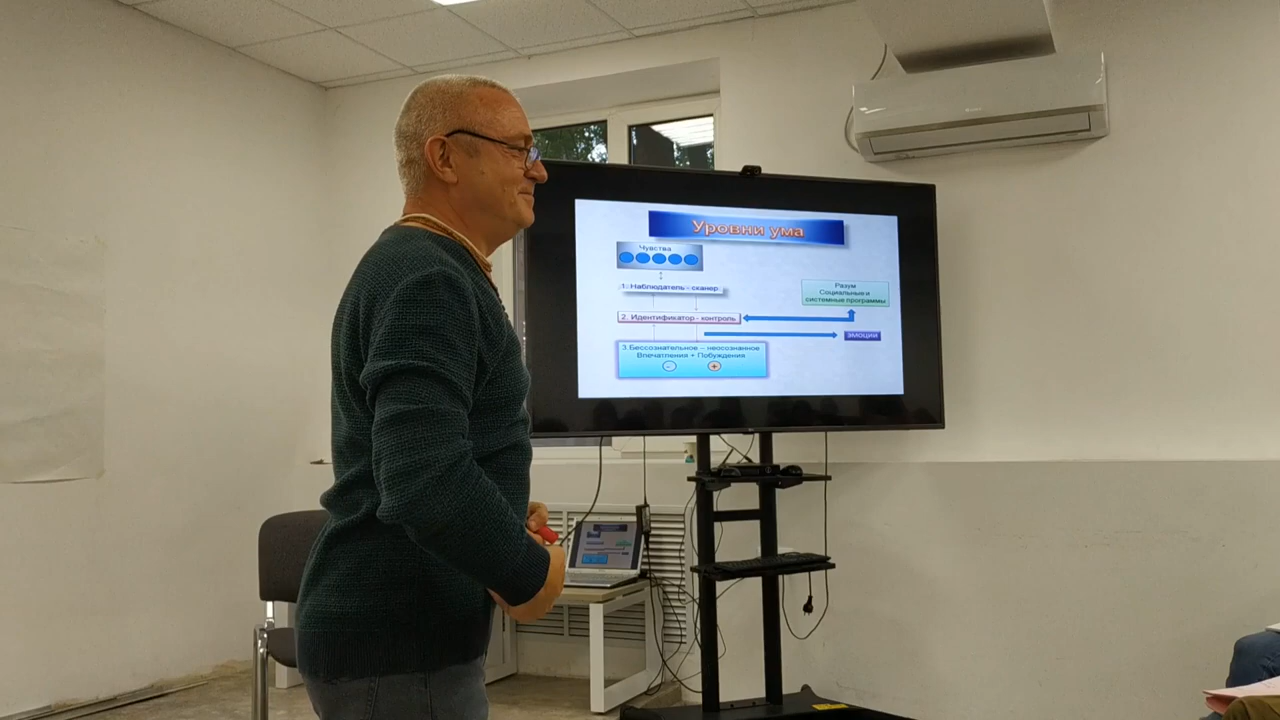 Уровни ума
Чувства
1. Наблюдатель - сканер
Разум
Социальные и
системные программы
2. Идентификатор - контроль
ЭМОЦИИ
3.Бессознательное – неосознанное
Впечатления + Побуждения
- +